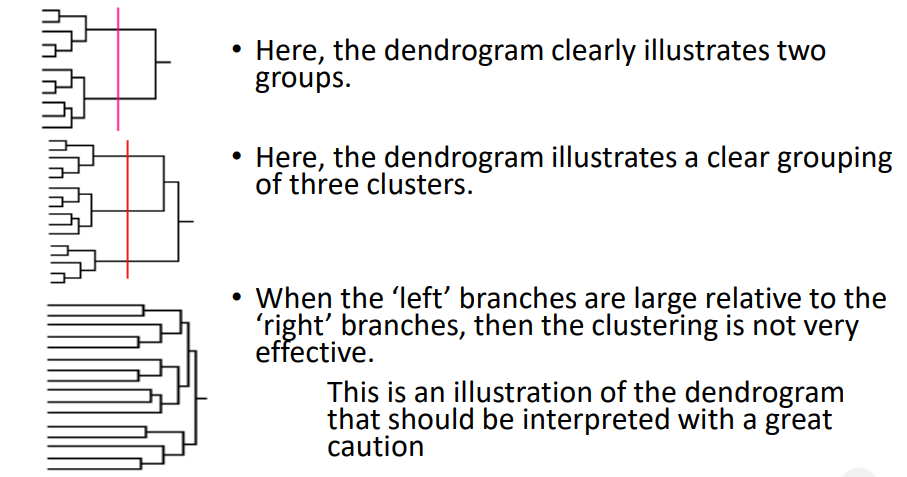 • Here, the dendrogram clearly illustrates two
groups.
• Here, the dendrogram illustrates a clear grouping
of three clusters.
• When the ‘left’ branches are large relative to the
‘right’ branches, then the clustering is not very
effective.
This is an illustration of the dendrogram
that should be interpreted with a great
caution